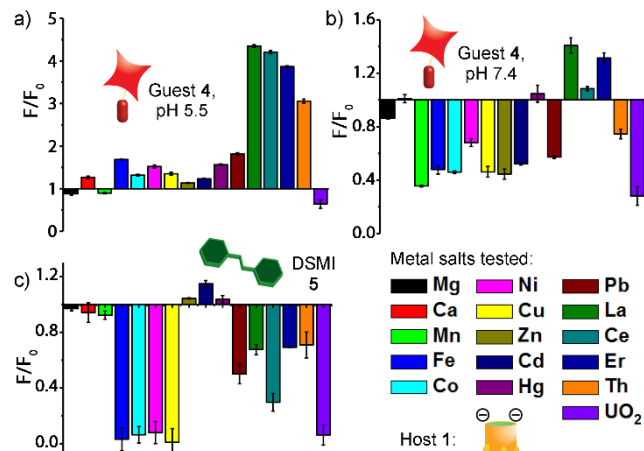 a)
F/F₀
5
4
3
2
1
0
Guest 4,
pH 5.5
b)
F/F₀
1.6
1.2
0.8
0.4
0.0
Guest 4,
pH 7.4
c)
F/F₀
1.2
0.8
0.4
0.0
DSMI
5
Metal salts tested:
Mg Ni Pb
Ca Cu La
Mn Zn Ce
Fe Cd Er
Co Hg Th
UO₂
Host 1:
⊖ ⊖